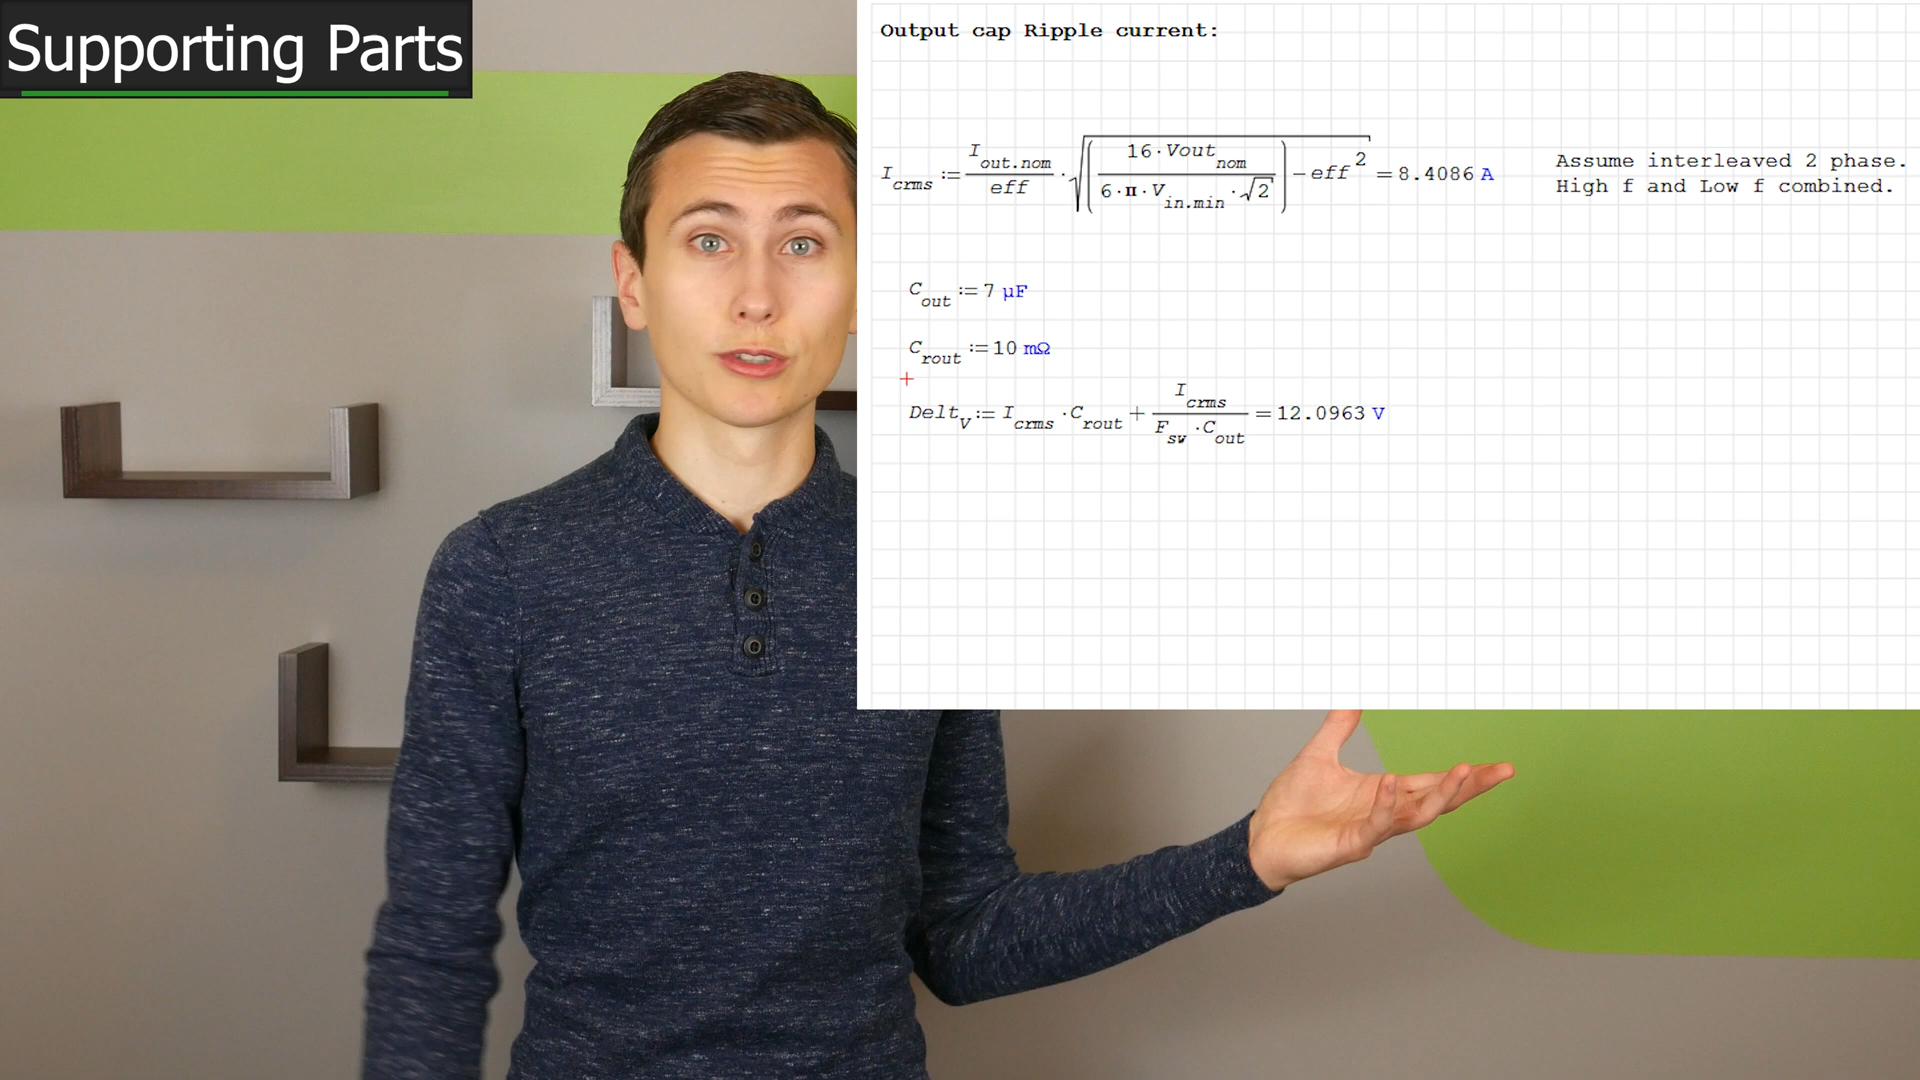 Supporting Parts
Output cap Ripple current:
I_crms := I_out.nom / eff · √((16·Vout_nom / 6·π·V_in.min·√2) − eff²) = 8.4086 A
Assume interleaved 2 phase.
High f and Low f combined.
C_out := 7 µF
C_rout := 10 mΩ
Delt_V := I_crms · C_rout + I_crms / F_sw · C_out = 12.0963 V